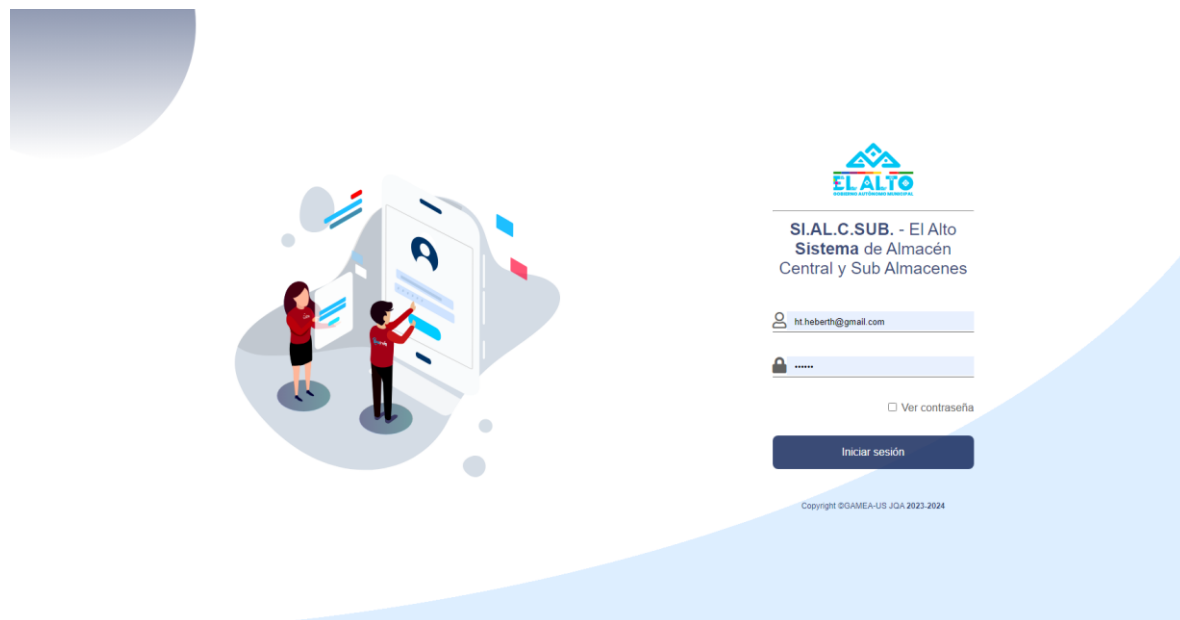 EL ALTO
GOBIERNO AUTÓNOMO MUNICIPAL
SI.AL.C.SUB. - El Alto
Sistema de Almacén
Central y Sub Almacenes
ht.heberth@gmail.com
••••••
Ver contraseña
Iniciar sesión
Copyright ©GAMEA-US JQA 2023-2024